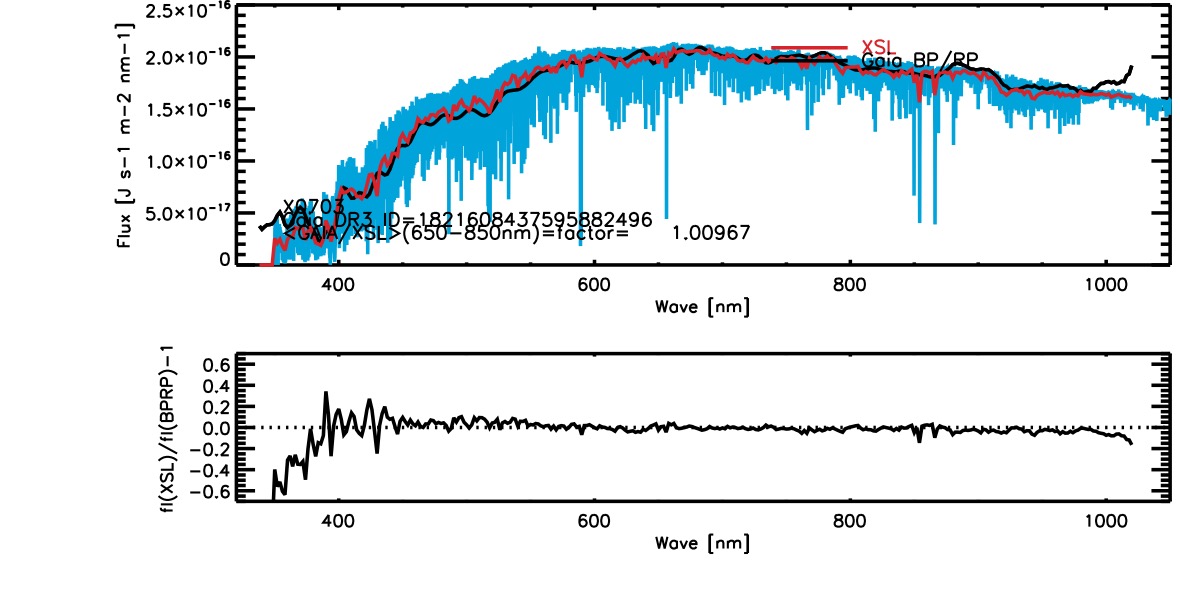 2.5×10−16
2.0×10−16
1.5×10−16
1.0×10−16
5.0×10−17
0
Flux [J s−1 m−2 nm−1]
XSL
Gaia BP/RP
X0703
Gaia DR3 ID=1821608437595882496
<GAIA/XSL>(650−850nm)=factor= 1.00967
400 600 800 1000
Wave [nm]
0.6
0.4
0.2
0.0
−0.2
−0.4
−0.6
fl(XSL)/fl(BPRP)−1
400 600 800 1000
Wave [nm]